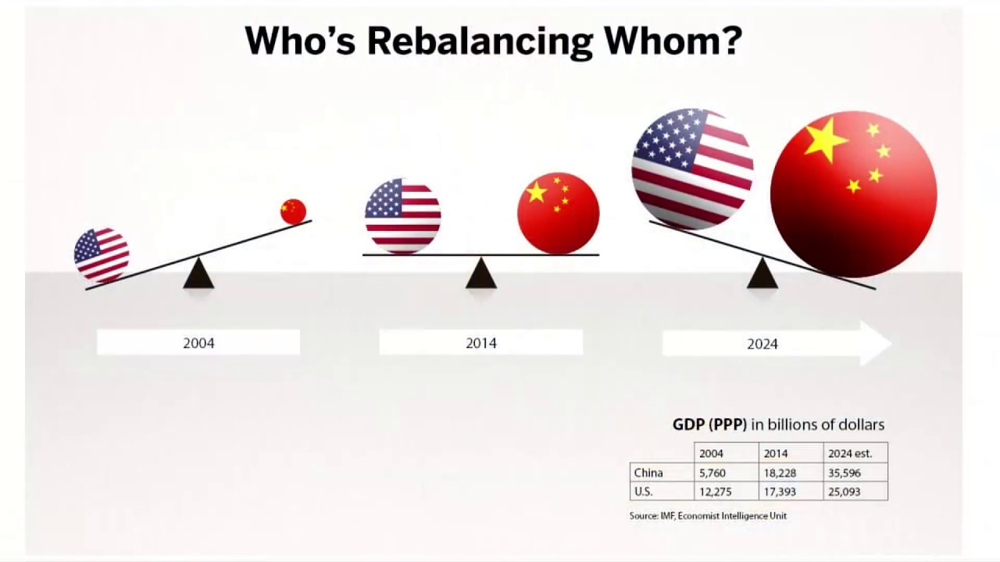 Who's Rebalancing Whom?
2004
2014
2024
GDP (PPP) in billions of dollars
2004 2014 2024 est.
China 5,760 18,228 35,596
U.S. 12,275 17,393 25,093
Source: IMF, Economist Intelligence Unit